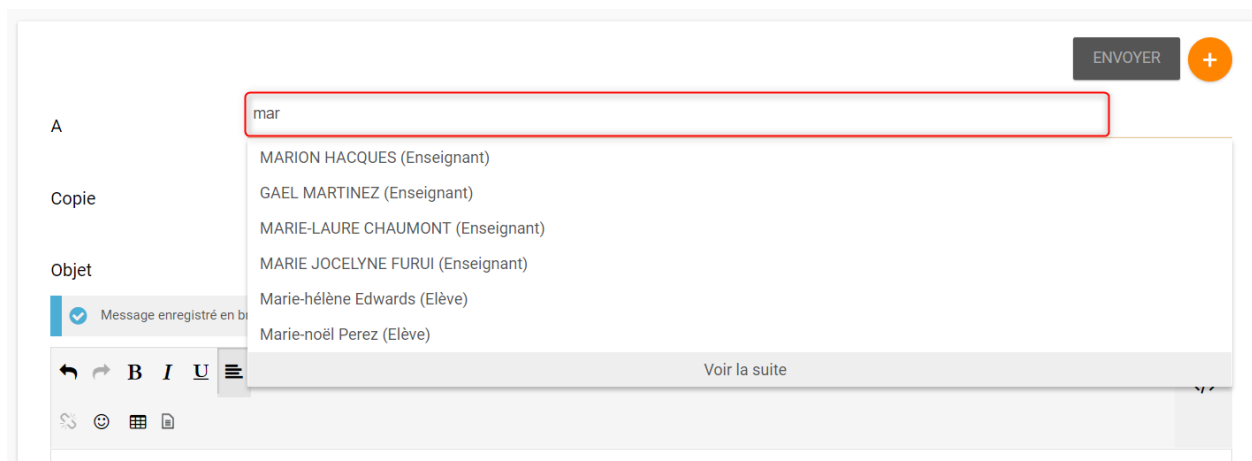 ENVOYER
A
mar
MARION HACQUES (Enseignant)
GAEL MARTINEZ (Enseignant)
Copie
MARIE-LAURE CHAUMONT (Enseignant)
MARIE JOCELYNE FURUI (Enseignant)
Objet
Marie-hélène Edwards (Elève)
Message enregistré en
Marie-noël Perez (Elève)
Voir la suite
B I U